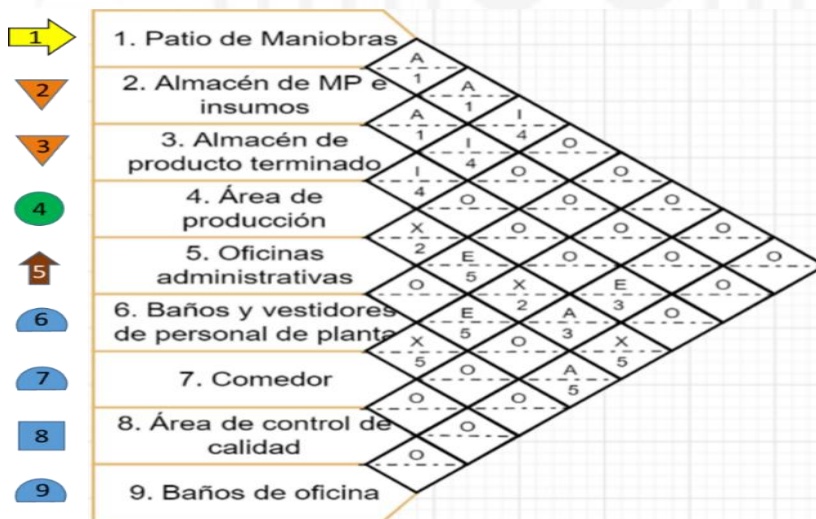 1
1. Patio de Maniobras
A
1
A
1
2
2. Almacén de MP e
insumos
A I
1 4
I O
4
3
3. Almacén de
producto terminado
I O O
4
O O O
4
4. Área de
producción
X O O O
2
E O O O
5
5
5. Oficinas
administrativas
O X E O
2 3
6
6. Baños y vestidores
de personal de planta
E A O
5 3
X O X
5 5
7
7. Comedor
O A
5
O O
8
8. Área de control de
calidad
O
O
9
9. Baños de oficina